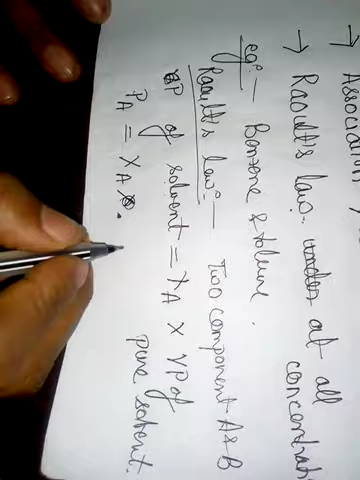 → Association
→ Raoult's law. under at all
concentrati
eg:- Benzene & toluene.
Raoult's law:- Two component A & B
VP of solvent = XA × VP of
pure solvent
PA = XA ×